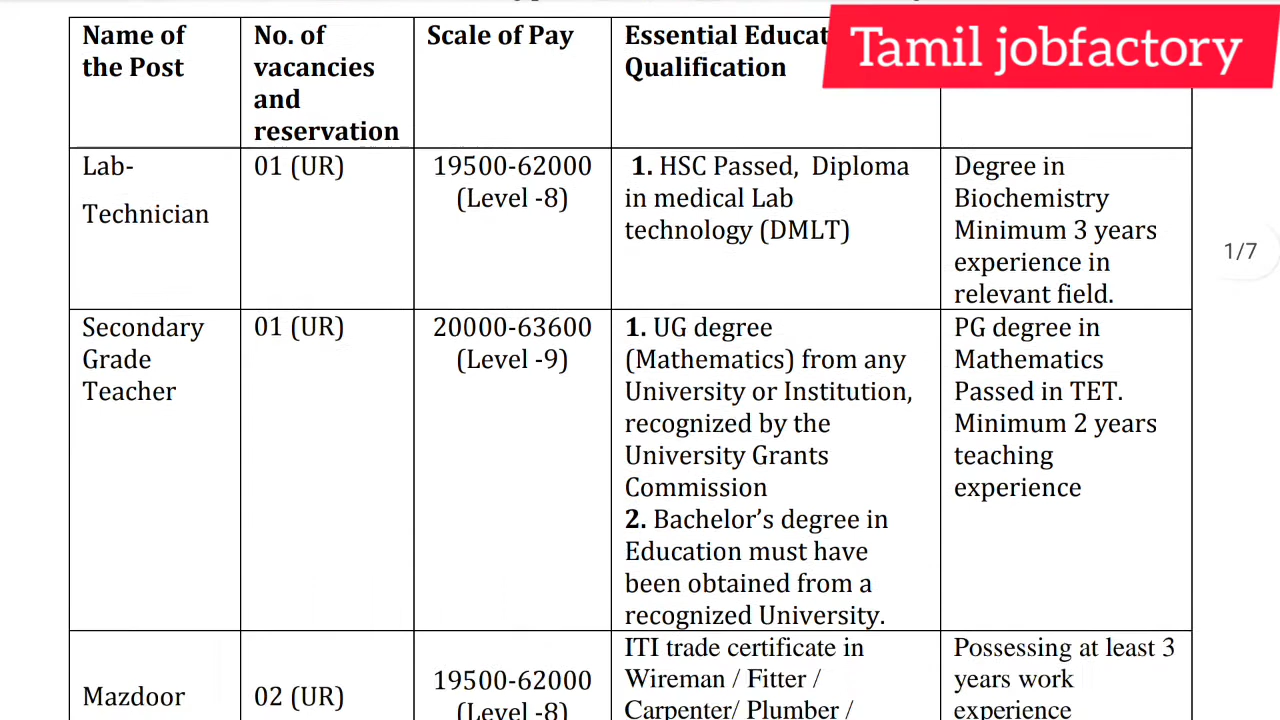 Tamil jobfactory
Name of
the Post
No. of
vacancies
and
reservation
Scale of Pay
Essential
Qualification
Lab-
Technician
01 (UR)
19500-62000
(Level -8)
1. HSC Passed, Diploma
in medical Lab
technology (DMLT)
Degree in
Biochemistry
Minimum 3 years
experience in
relevant field.
1/7
Secondary
Grade
Teacher
01 (UR)
20000-63600
(Level -9)
1. UG degree
(Mathematics) from any
University or Institution,
recognized by the
University Grants
Commission
2. Bachelor’s degree in
Education must have
been obtained from a
recognized University.
PG degree in
Mathematics
Passed in TET.
Minimum 2 years
teaching
experience
Mazdoor
02 (UR)
19500-62000
(Level -8)
ITI trade certificate in
Wireman / Fitter /
Carpenter/ Plumber /
Possessing at least 3
years work
experience